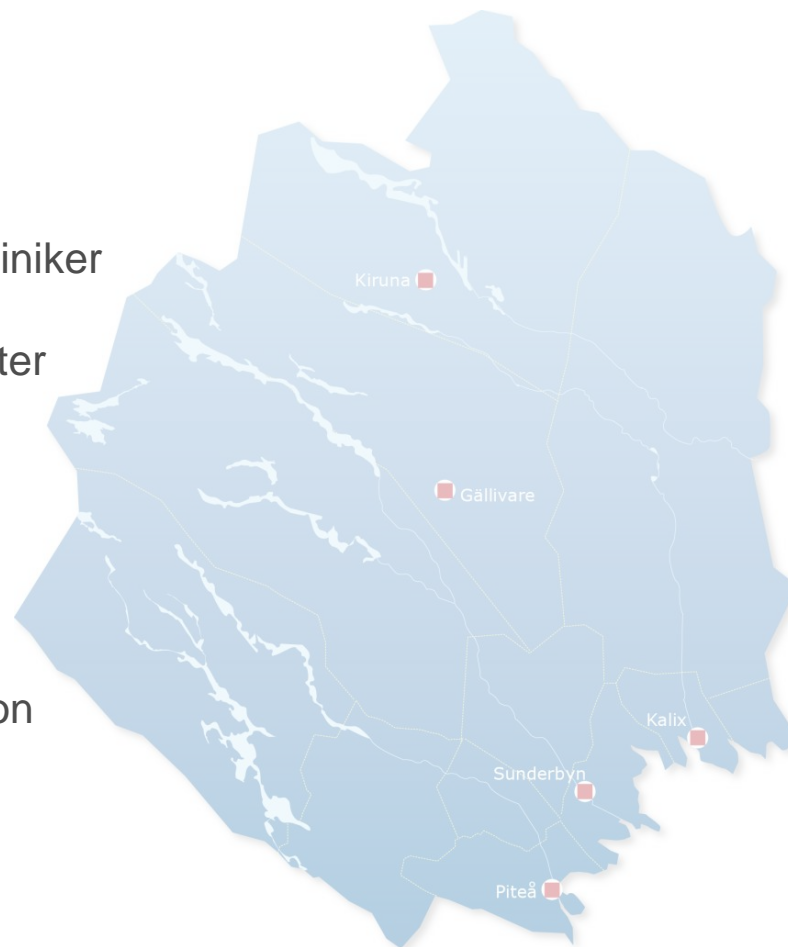 iniker
Kiruna
ter
Gällivare
on
Kalix
Sunderbyn
Piteå